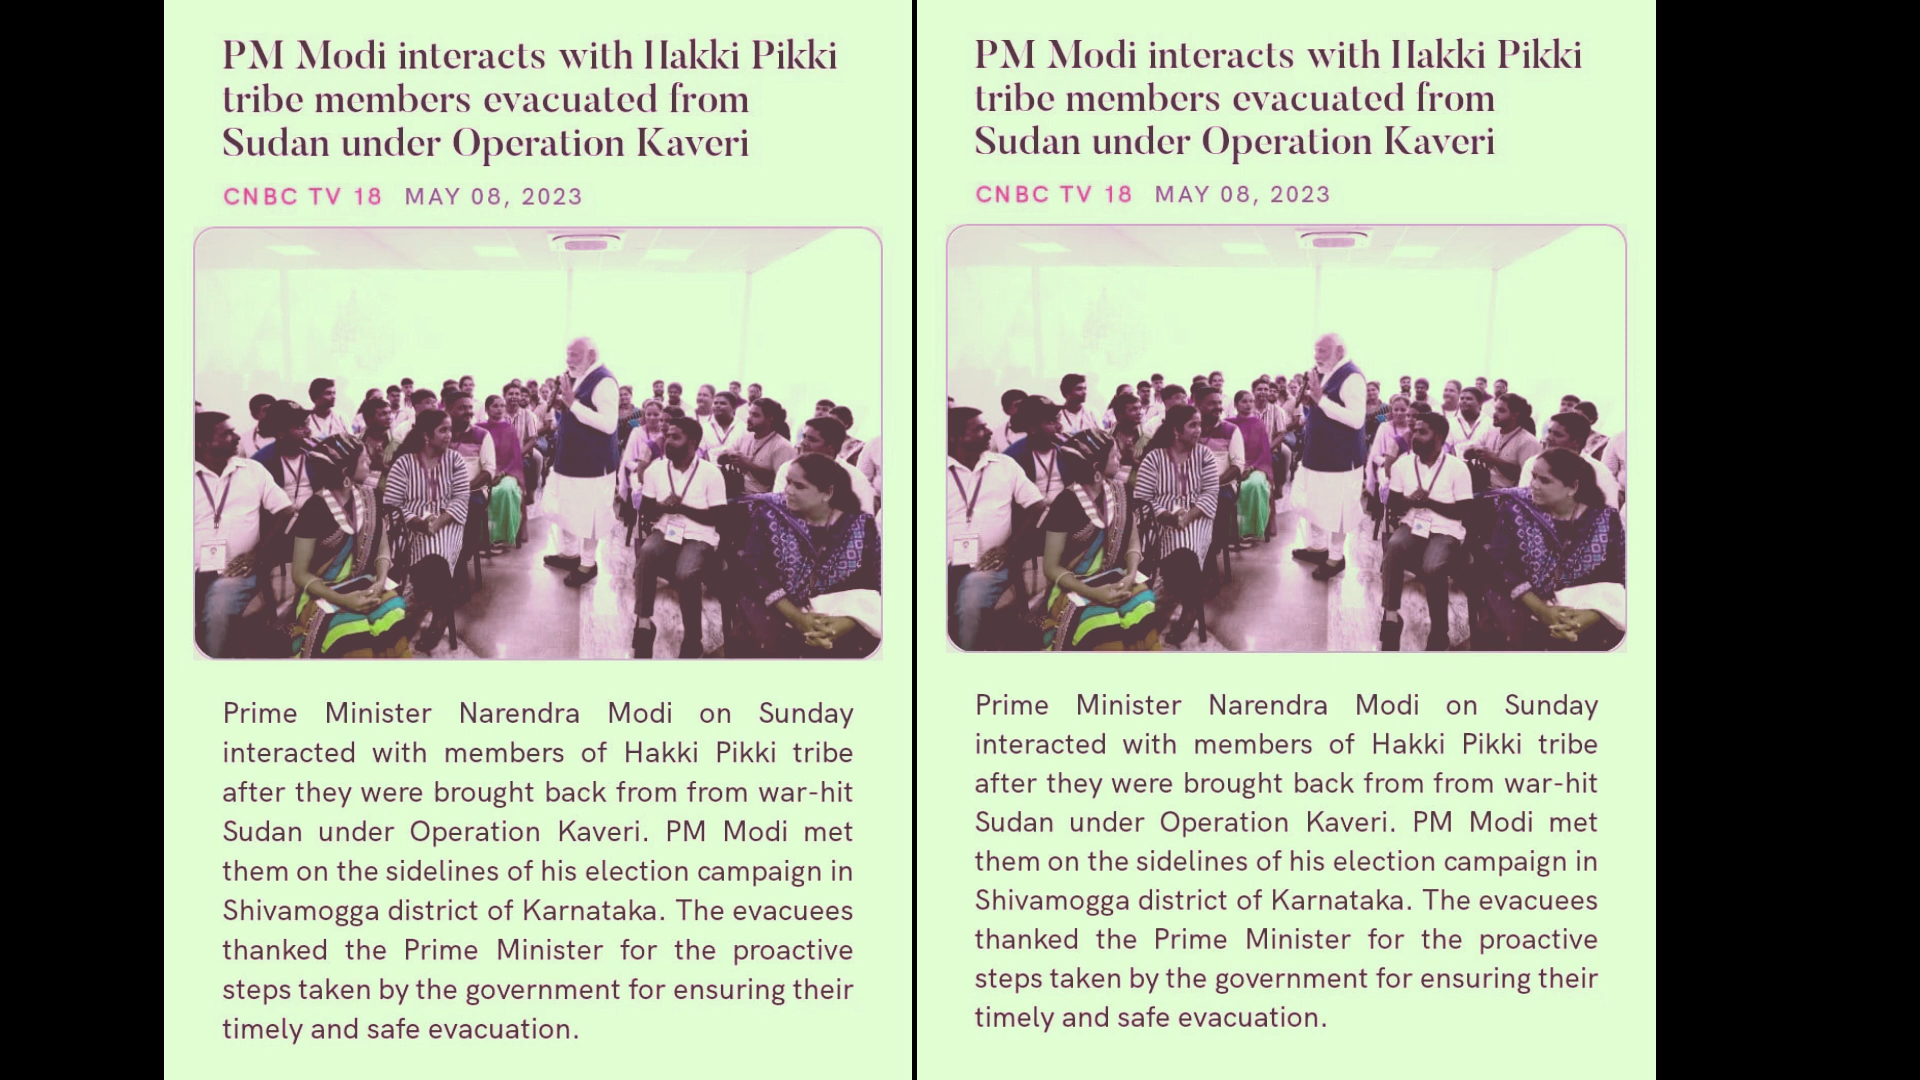 PM Modi interacts with Hakki Pikki
tribe members evacuated from
Sudan under Operation Kaveri
CNBC TV 18 MAY 08, 2023
Prime Minister Narendra Modi on Sunday
interacted with members of Hakki Pikki tribe
after they were brought back from from war-hit
Sudan under Operation Kaveri. PM Modi met
them on the sidelines of his election campaign in
Shivamogga district of Karnataka. The evacuees
thanked the Prime Minister for the proactive
steps taken by the government for ensuring their
timely and safe evacuation.
PM Modi interacts with Hakki Pikki
tribe members evacuated from
Sudan under Operation Kaveri
CNBC TV 18 MAY 08, 2023
Prime Minister Narendra Modi on Sunday
interacted with members of Hakki Pikki tribe
after they were brought back from from war-hit
Sudan under Operation Kaveri. PM Modi met
them on the sidelines of his election campaign in
Shivamogga district of Karnataka. The evacuees
thanked the Prime Minister for the proactive
steps taken by the government for ensuring their
timely and safe evacuation.